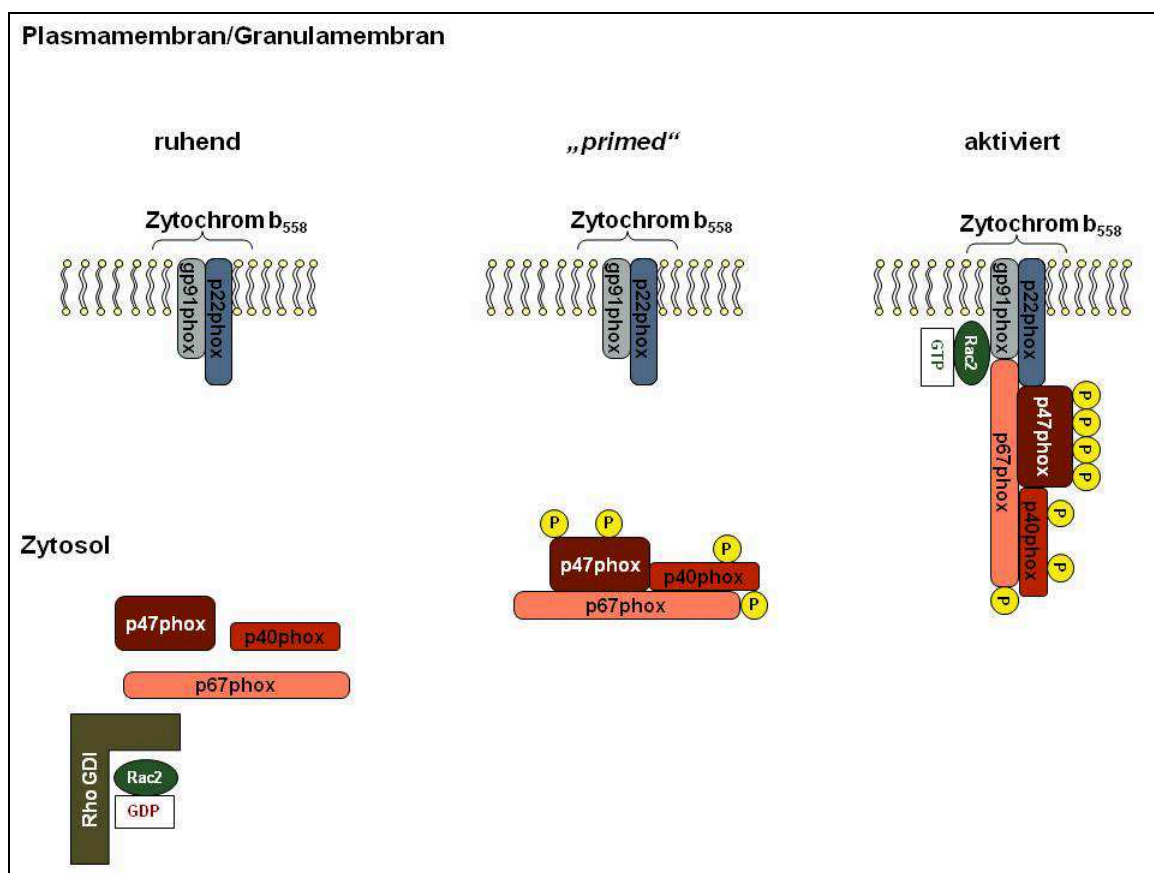 Plasmamembran/Granulamembran
ruhend
„primed“
aktiviert
Zytochrom b558
gp91phox
p22phox
Zytochrom b558
gp91phox
p22phox
Zytochrom b558
gp91phox
p22phox
Rac2
GTP
p67phox
p47phox
P
P
P
P
p40phox
P
P
P
Zytosol
P
P
P
p47phox
p40phox
p67phox
P
p47phox
p40phox
p67phox
Rho GDI
Rac2
GDP